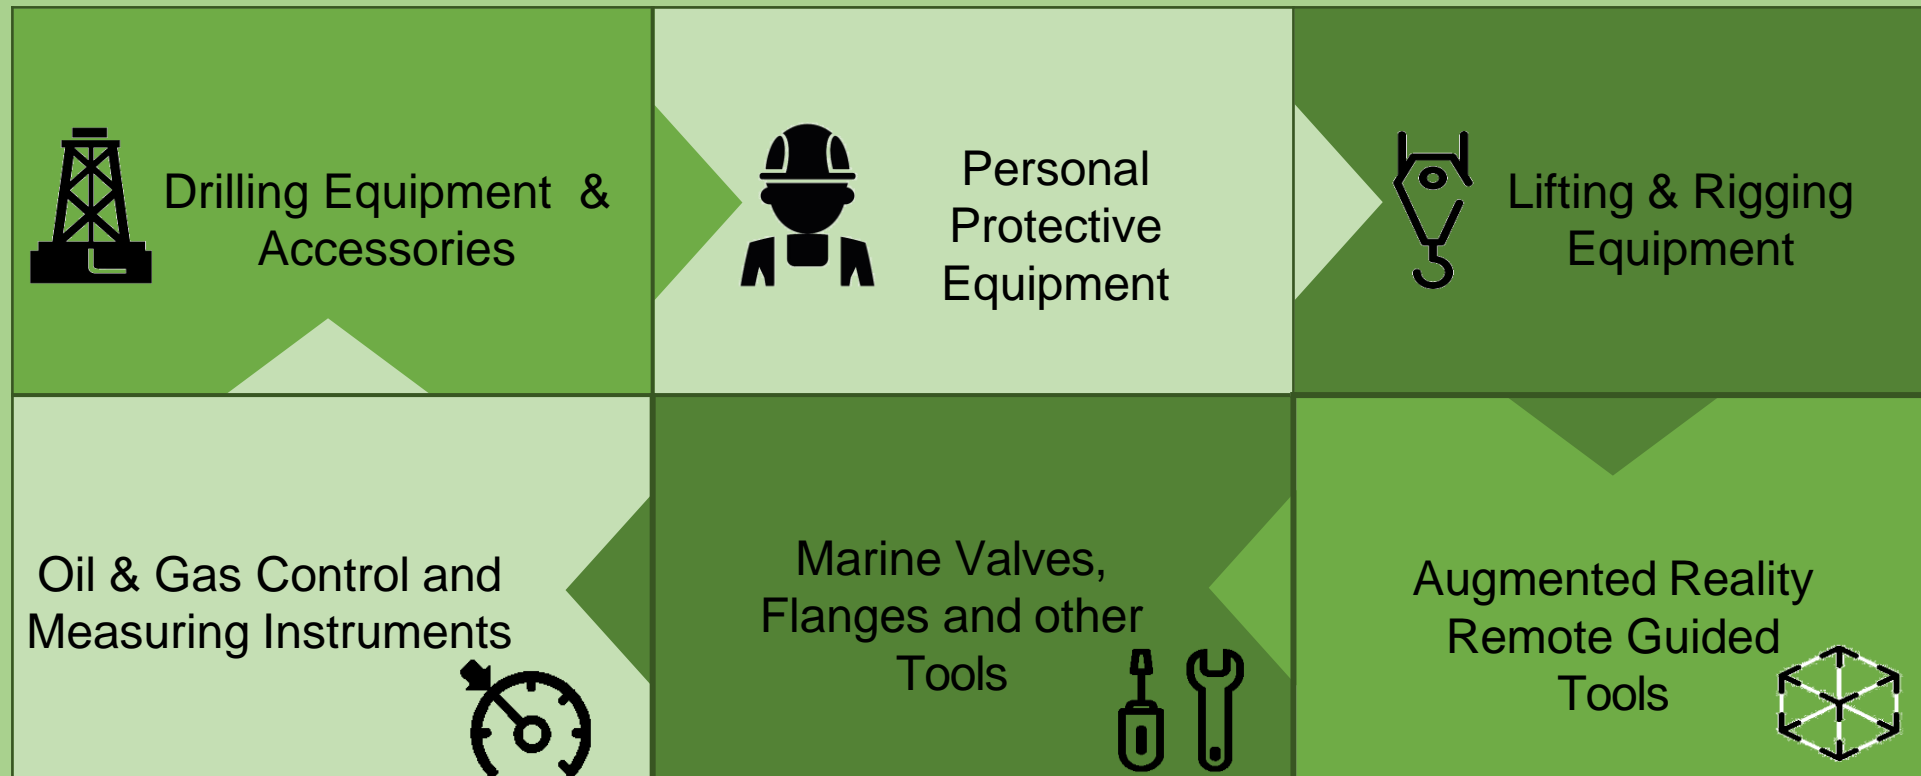 Drilling Equipment  &
Accessories
Personal
Protective
Equipment
Lifting & Rigging
Equipment
Oil & Gas Control and
Measuring Instruments
Marine Valves,
Flanges and other
Tools
Augmented Reality
Remote Guided
Tools